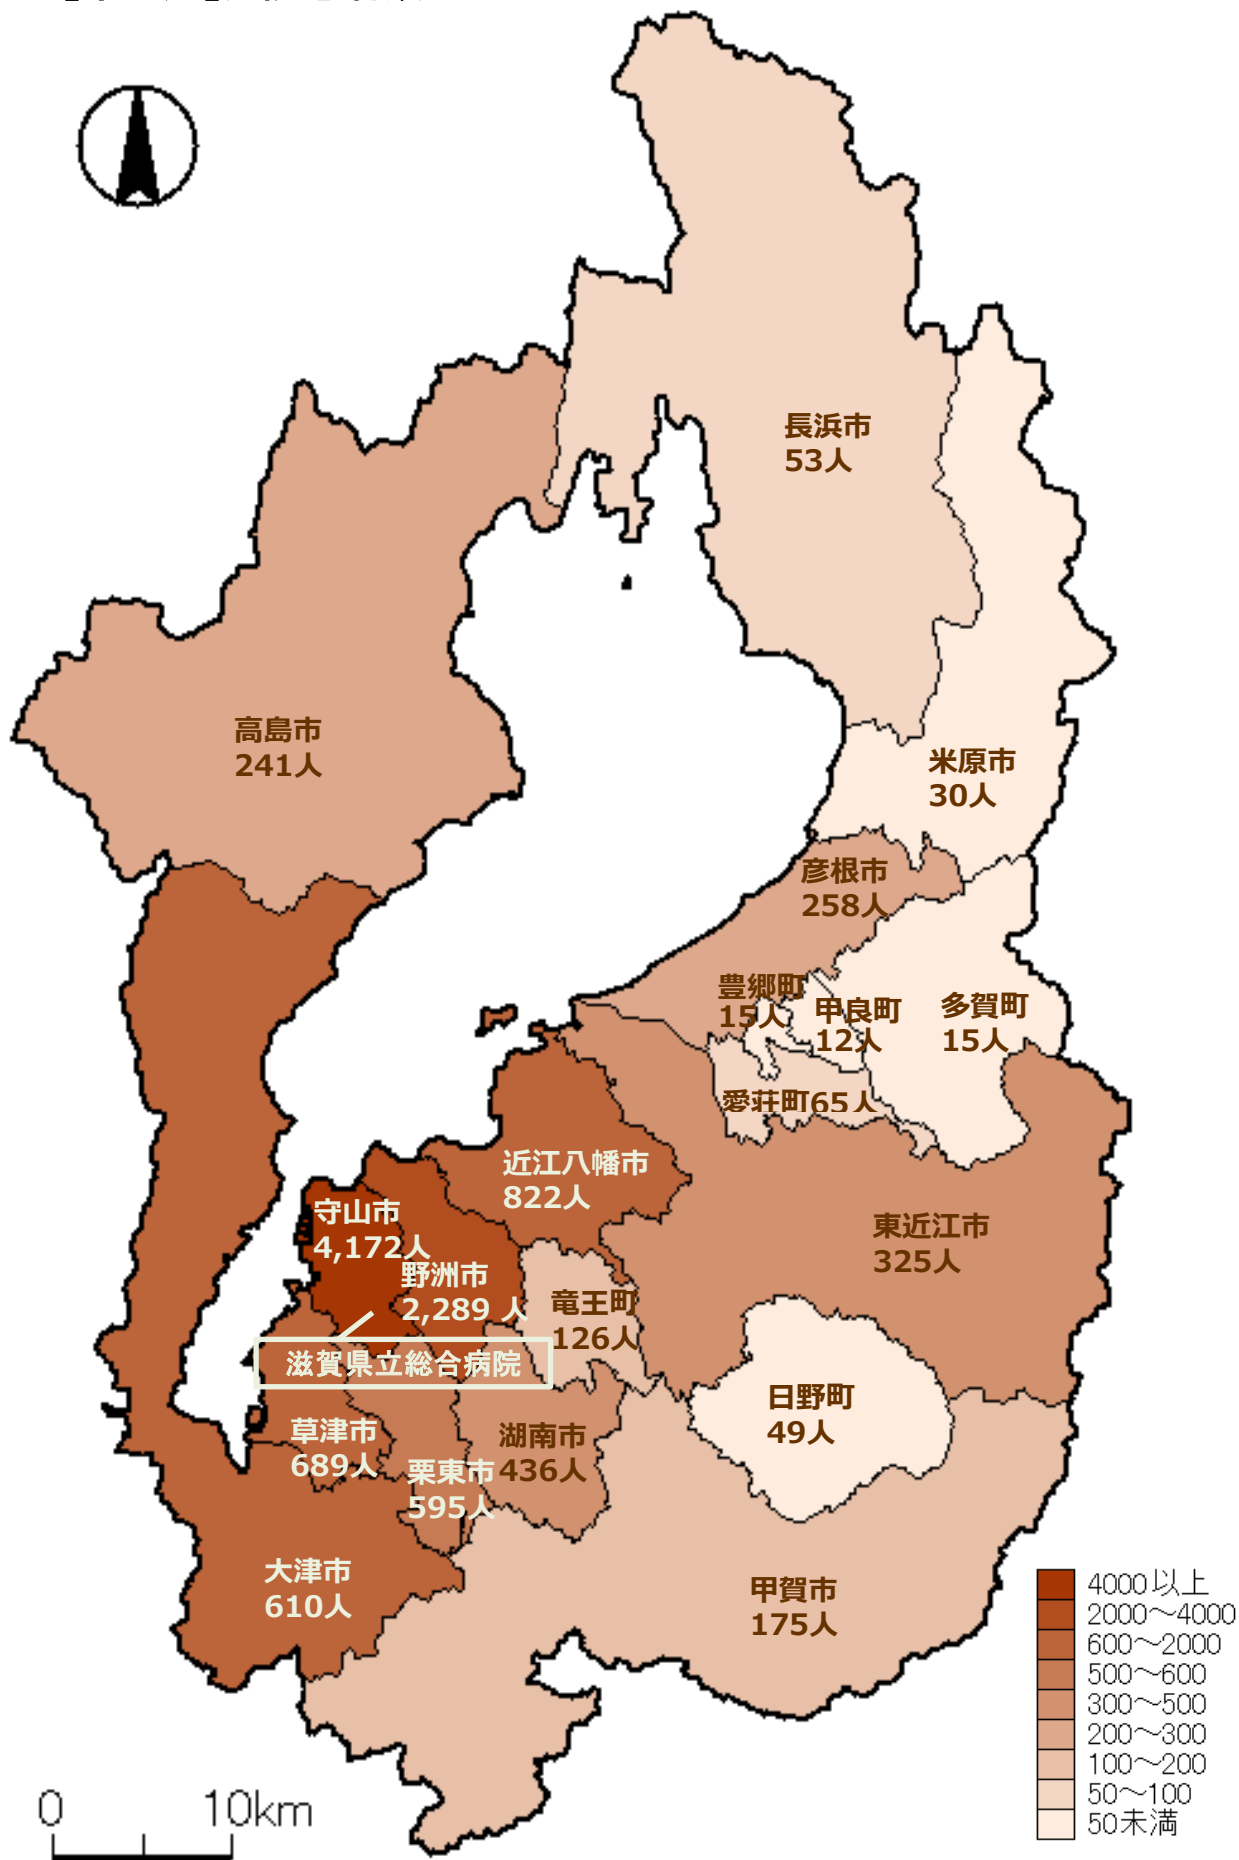 長浜市
53人
高島市
241人
米原市
30人
彦根市
258人
豊郷町
15人
甲良町
12人
多賀町
15人
愛荘町65人
近江八幡市
822人
守山市
4,172人
東近江市
325人
野洲市
2,289 人
竜王町
126人
滋賀県立総合病院
日野町
49人
草津市
689人
湖南市
436人
栗東市
595人
大津市
610人
甲賀市
175人
4000以上
2000～4000
600～2000
500～600
300～500
200～300
100～200
50～100
50未満
0 10km